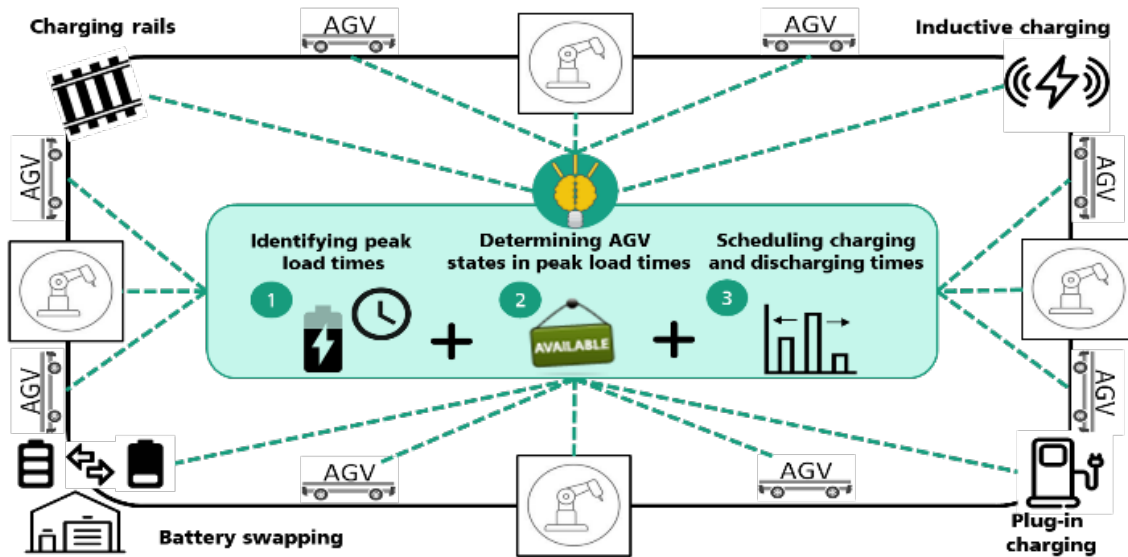 Charging rails
AGV
AGV
Inductive charging
AGV
AGV
Identifying peak
load times
Determining AGV
states in peak load times
Scheduling charging
and discharging times
1
2
3
AVAILABLE
AGV
AGV
AGV
AGV
Battery swapping
Plug-in
charging